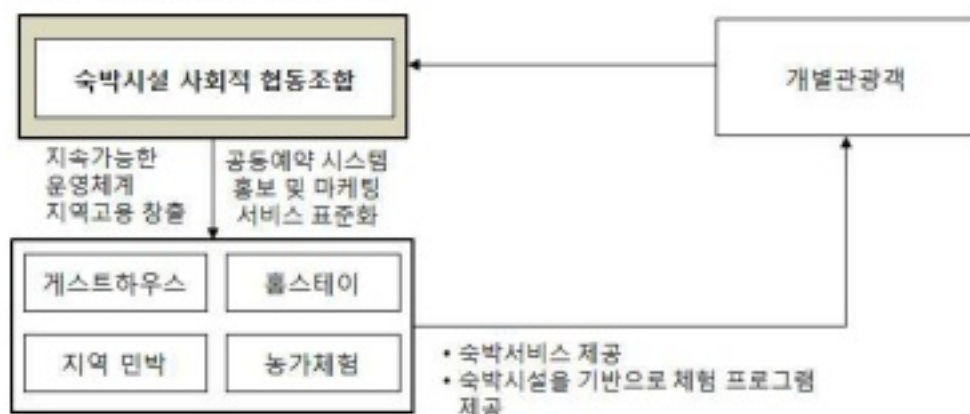 숙박시설 사회적 협동조합
개별관광객
지속가능한
운영체계
지역고용 창출
공동예약 시스템
홍보 및 마케팅
서비스 표준화
게스트하우스
홈스테이
지역 민박
농가체험
• 숙박서비스 제공
• 숙박시설을 기반으로 체험 프로그램
제공